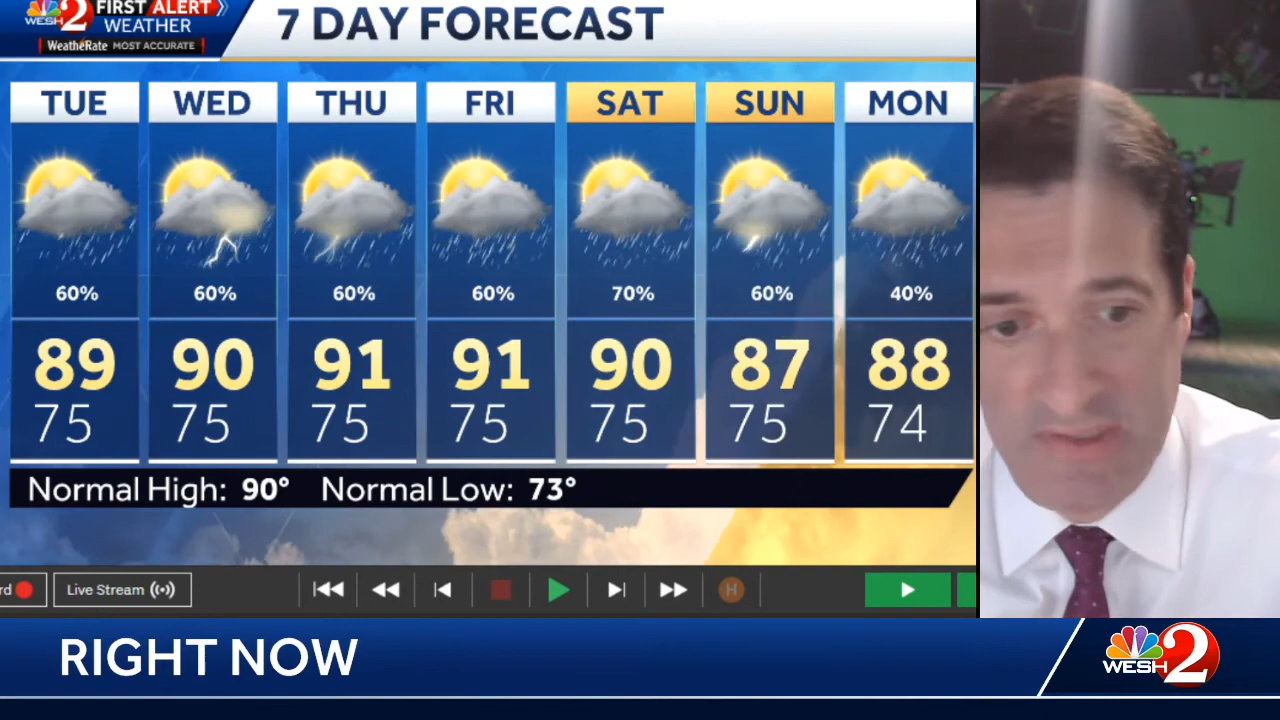 WESH 2
FIRST ALERT
WEATHER
WeatheRate MOST ACCURATE
7 DAY FORECAST
TUE WED THU FRI SAT SUN MON
60% 60% 60% 60% 70% 60% 40%
89 90 91 91 90 87 88
75 75 75 75 75 75 74
Normal High: 90° Normal Low: 73°
rd Live Stream H
RIGHT NOW
WESH 2